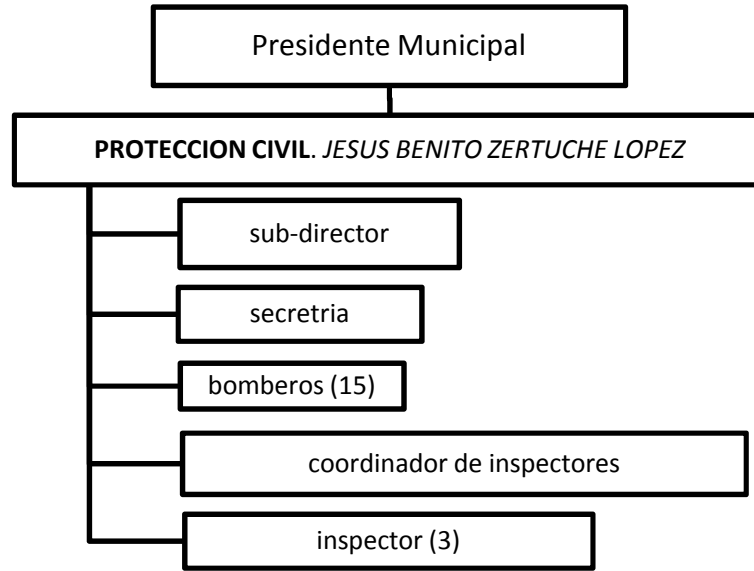 Presidente Municipal
PROTECCION CIVIL. JESUS BENITO ZERTUCHE LOPEZ
sub-director
secretria
bomberos (15)
coordinador de inspectores
inspector (3)